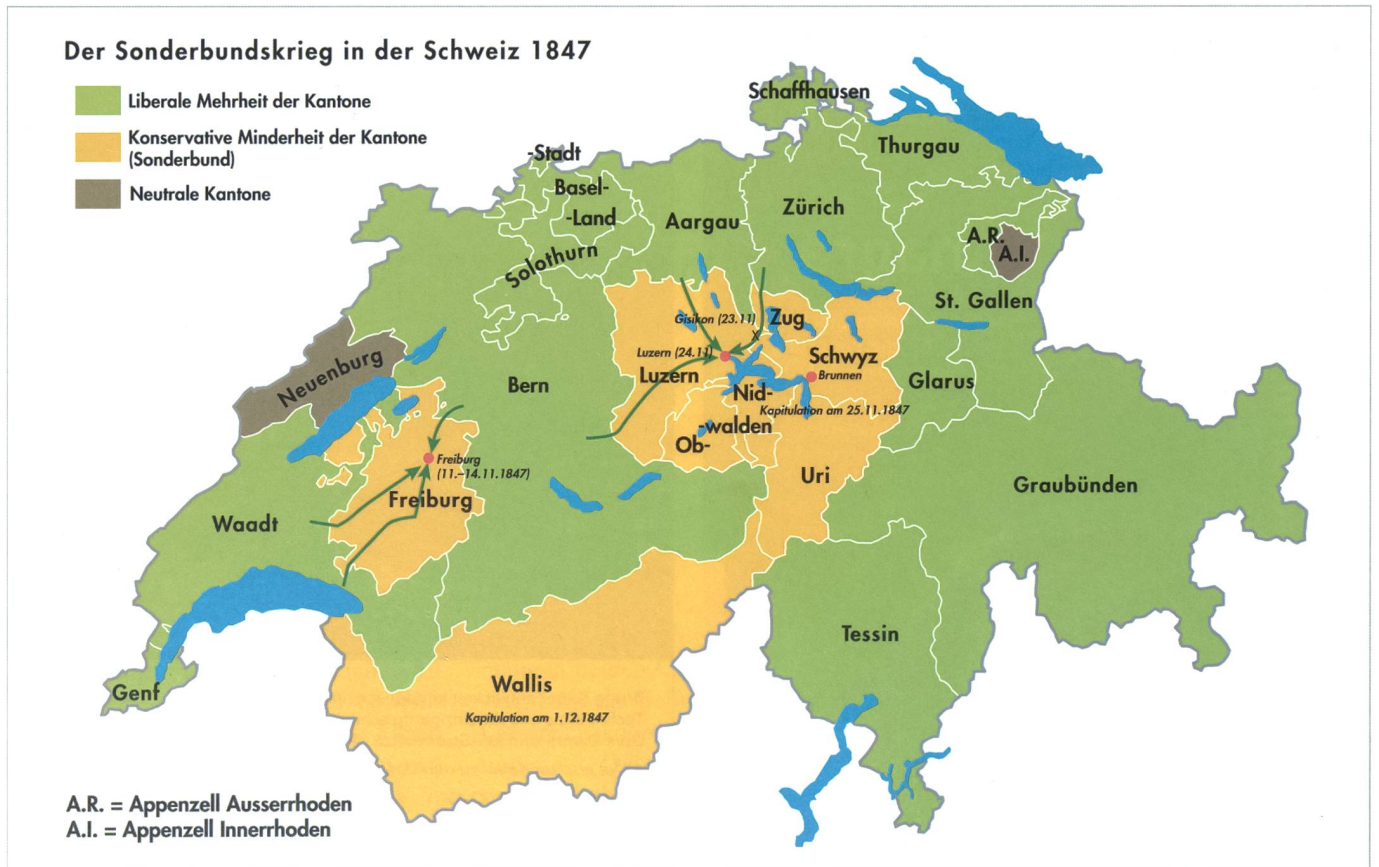 Der Sonderbundskrieg in der Schweiz 1847
Liberale Mehrheit der Kantone
Konservative Minderheit der Kantone
(Sonderbund)
Neutrale Kantone
Schaffhausen
Thurgau
-Stadt
Basel-
-Land
Aargau
Zürich
A.R.
A.I.
Solothurn
St. Gallen
Gisikon (23.11)
X
Zug
Luzern (24.11)
Schwyz
Brunnen
Neuenburg
Bern
Luzern
Glarus
Nid-
Kapitulation am 25.11.1847
-walden
Ob-
Freiburg
(11.–14.11.1847)
Uri
Graubünden
Freiburg
Waadt
Tessin
Genf
Wallis
Kapitulation am 1.12.1847
A.R. = Appenzell Ausserrhoden
A.I. = Appenzell Innerrhoden